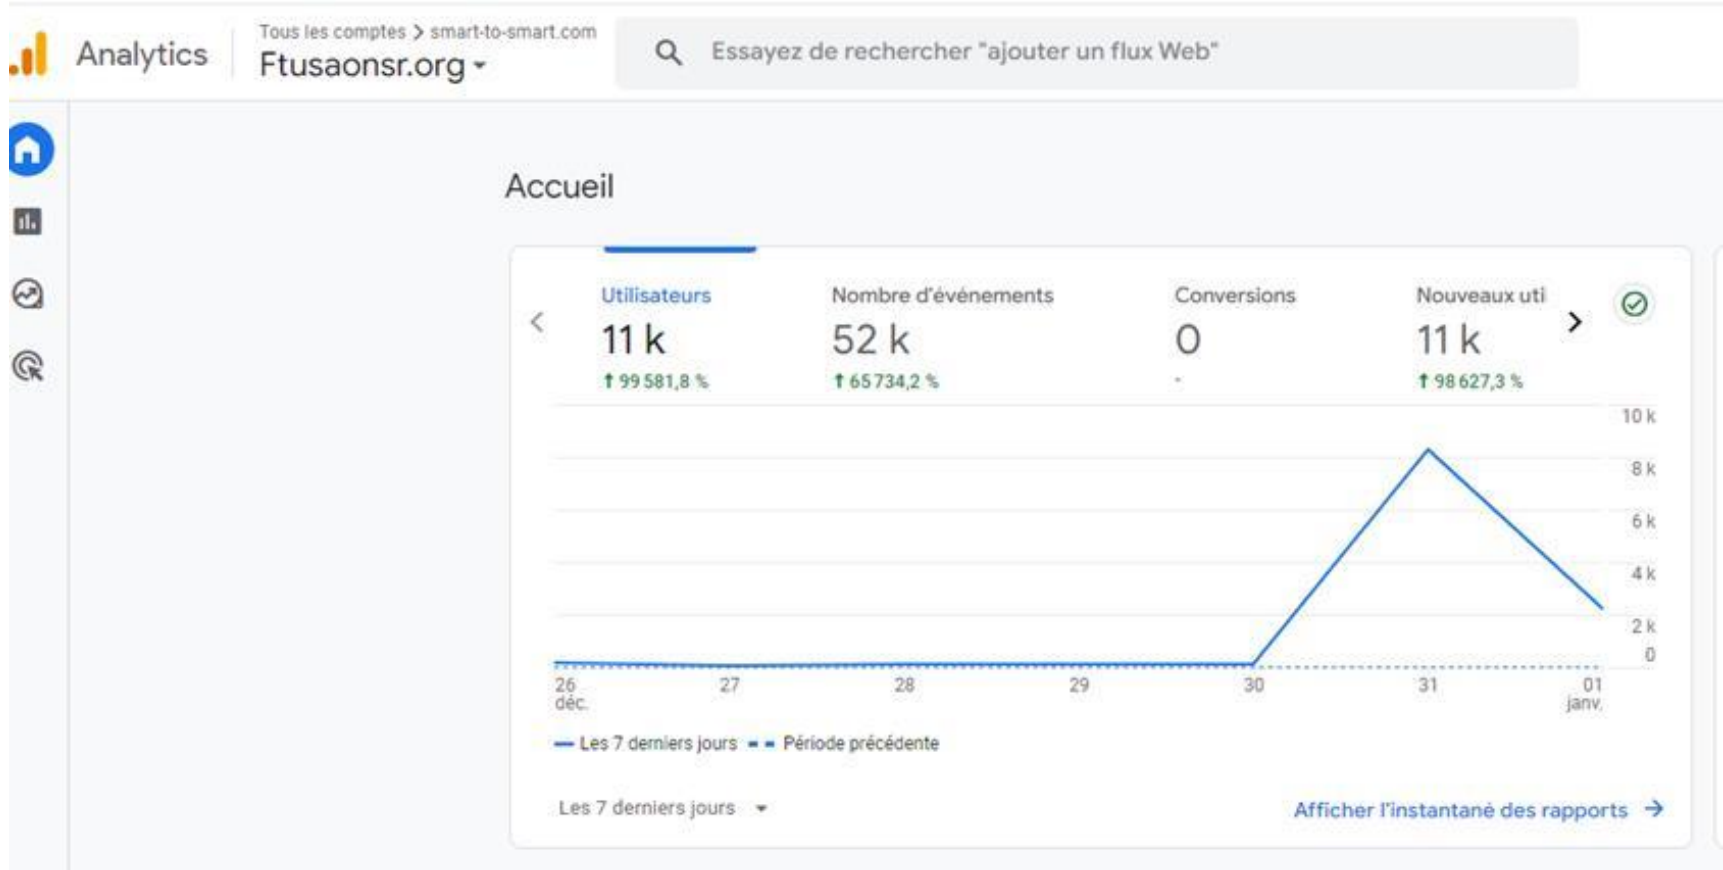 Analytics
Tous les comptes > smart-to-smart.com
Ftusaonsr.org
Essayez de rechercher "ajouter un flux Web"
Accueil
Utilisateurs
11 k
↑ 99 581,8 %
Nombre d'événements
52 k
↑ 65 734,2 %
Conversions
0
-
Nouveaux uti
11 k
↑ 98 627,3 %
10 k
8 k
6 k
4 k
2 k
0
26 déc.
27
28
29
30
31
01 janv.
Les 7 derniers jours
Période précédente
Les 7 derniers jours
Afficher l'instantané des rapports →